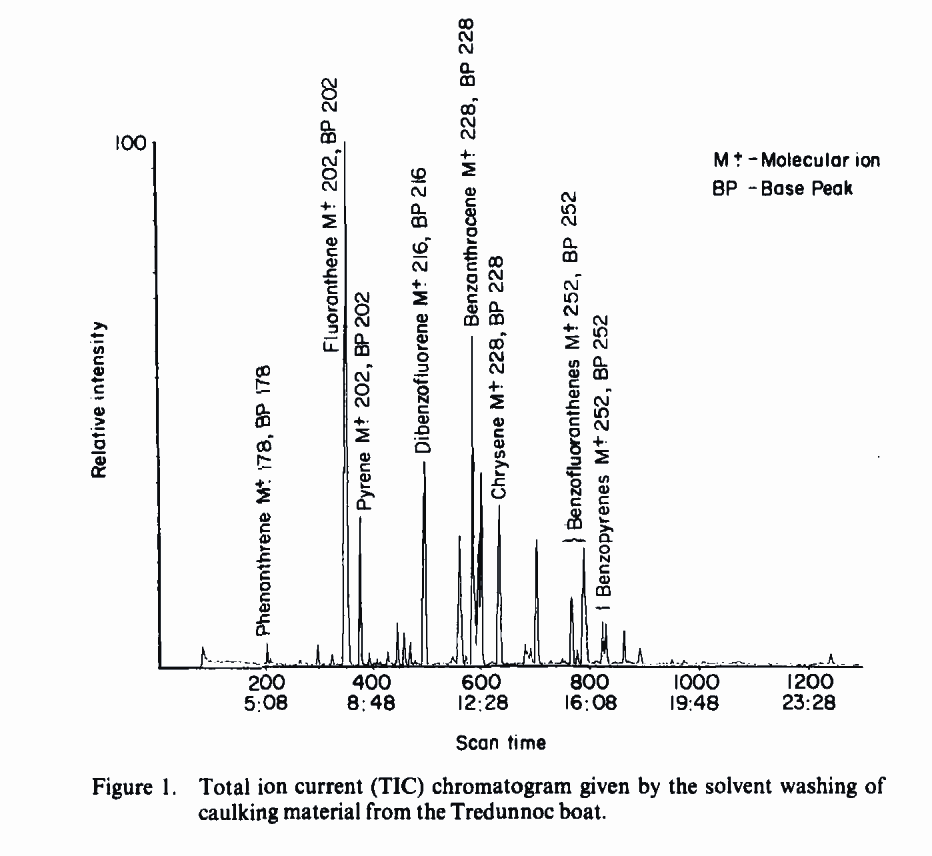 Phenanthrene M+ 178, BP 178
Fluoranthene M+ 202, BP 202
Pyrene M+ 202, BP 202
Dibenzofluorene M+ 216, BP 216
Benzanthracene M+ 228, BP 228
Chrysene M+ 228, BP 228
} Benzofluoranthenes M+ 252, BP 252
} Benzopyrenes M+ 252, BP 252
M+ - Molecular ion
BP - Base Peak
100
Relative intensity
200 400 600 800 1000 1200
5:08 8:48 12:28 16:08 19:48 23:28
Scan time
Figure 1. Total ion current (TIC) chromatogram given by the solvent washing of
caulking material from the Tredunnoc boat.